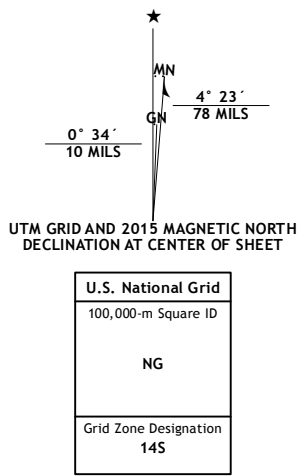 ★
MN
GN
4° 23´
78 MILS
0° 34´
10 MILS
UTM GRID AND 2015 MAGNETIC NORTH
DECLINATION AT CENTER OF SHEET
U.S. National Grid
100,000-m Square ID
NG
Grid Zone Designation
14S